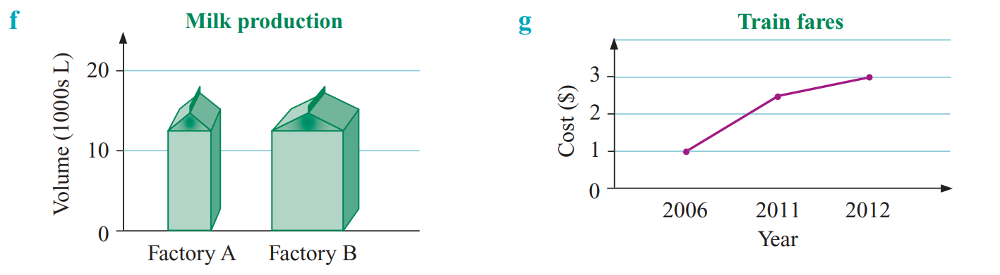 f
Milk production
Volume (1000s L)
20
10
0
Factory A
Factory B
g
Train fares
Cost ($)
3
2
1
0
2006
2011
2012
Year